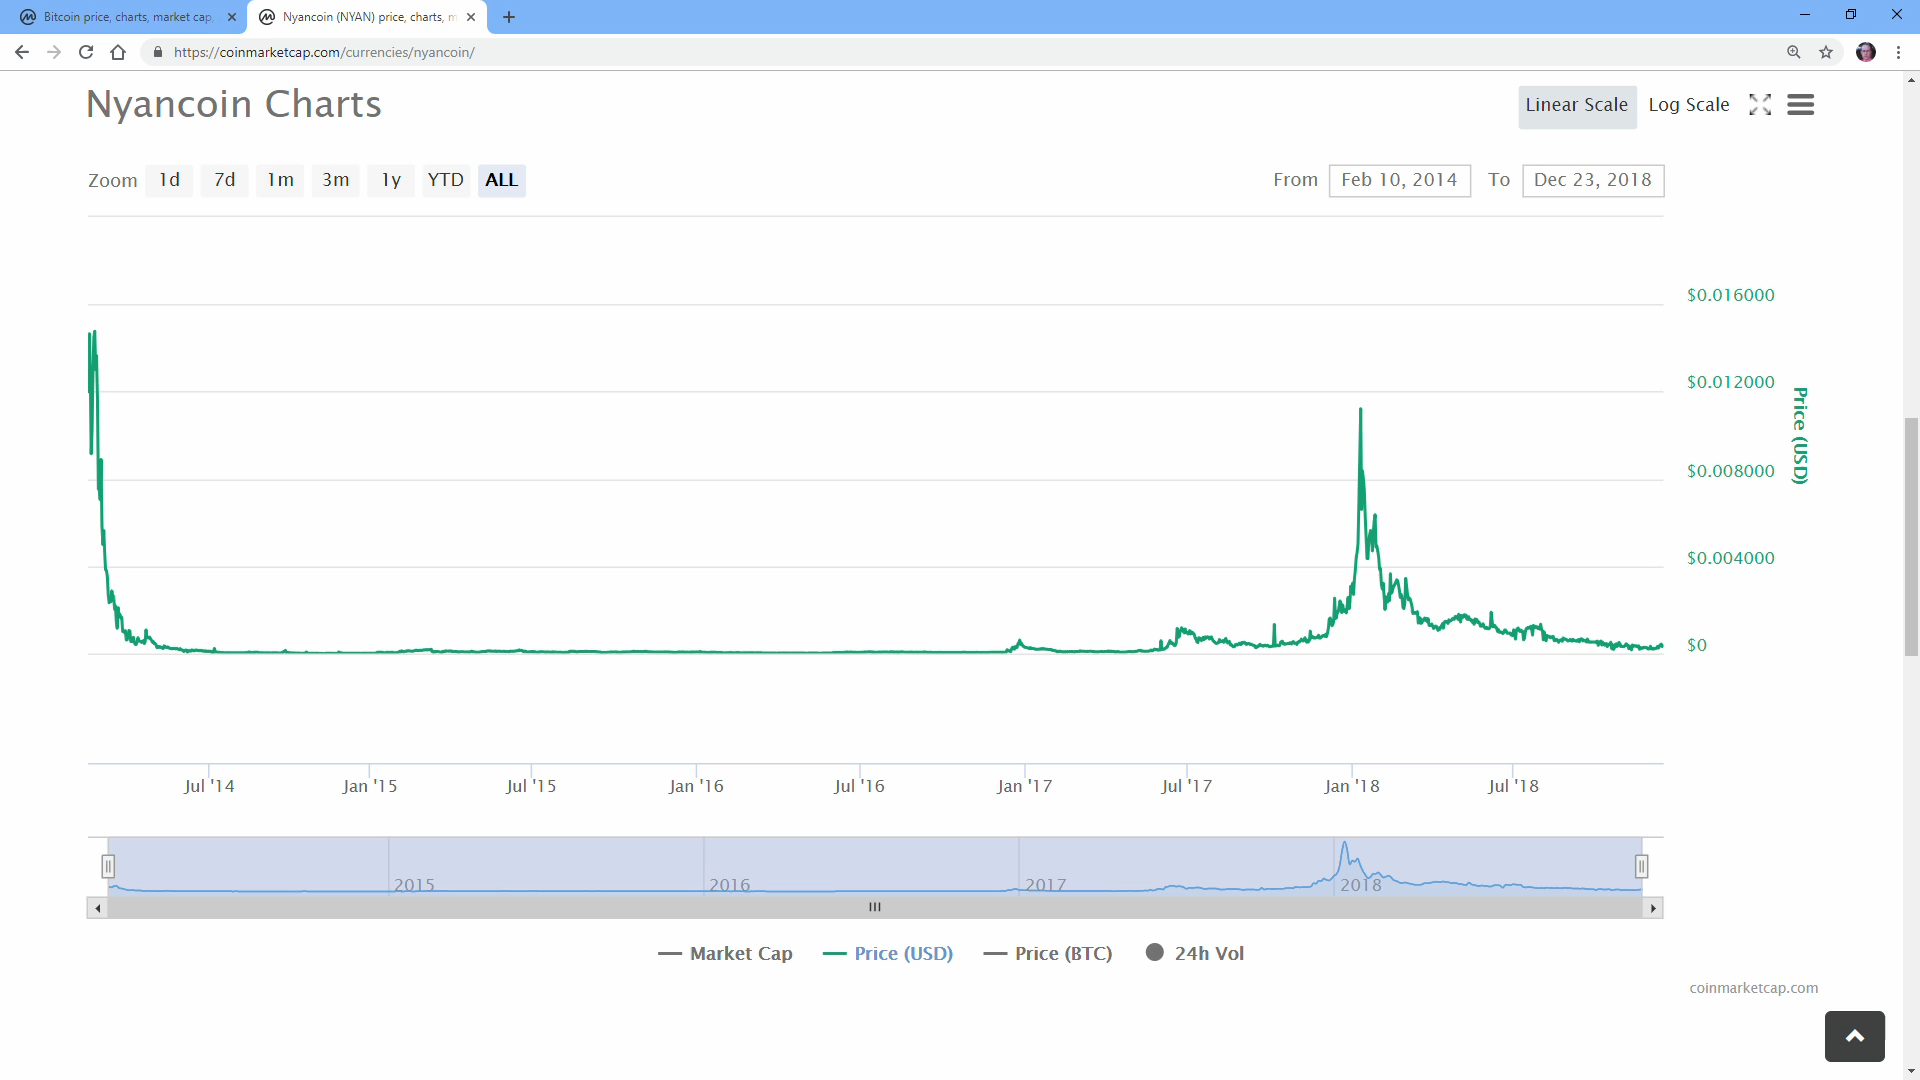 Bitcoin price, charts, market cap,
Nyancoin (NYAN) price, charts, m
https://coinmarketcap.com/currencies/nyancoin/
Nyancoin Charts
Linear Scale Log Scale
Zoom 1d 7d 1m 3m 1y YTD ALL
From Feb 10, 2014 To Dec 23, 2018
$0.016000
$0.012000
$0.008000
$0.004000
$0
Price (USD)
Jul '14 Jan '15 Jul '15 Jan '16 Jul '16 Jan '17 Jul '17 Jan '18 Jul '18
2015 2016 2017 2018
Market Cap Price (USD) Price (BTC) 24h Vol
coinmarketcap.com